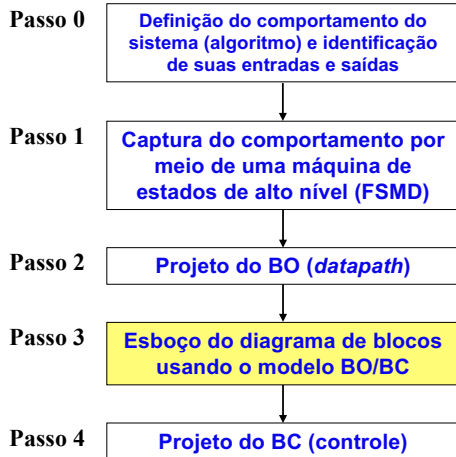 Passo 0
Definição do comportamento do
sistema (algoritmo) e identificação
de suas entradas e saídas
Passo 1
Captura do comportamento por
meio de uma máquina de
estados de alto nível (FSMD)
Passo 2
Projeto do BO (datapath)
Passo 3
Esboço do diagrama de blocos
usando o modelo BO/BC
Passo 4
Projeto do BC (controle)